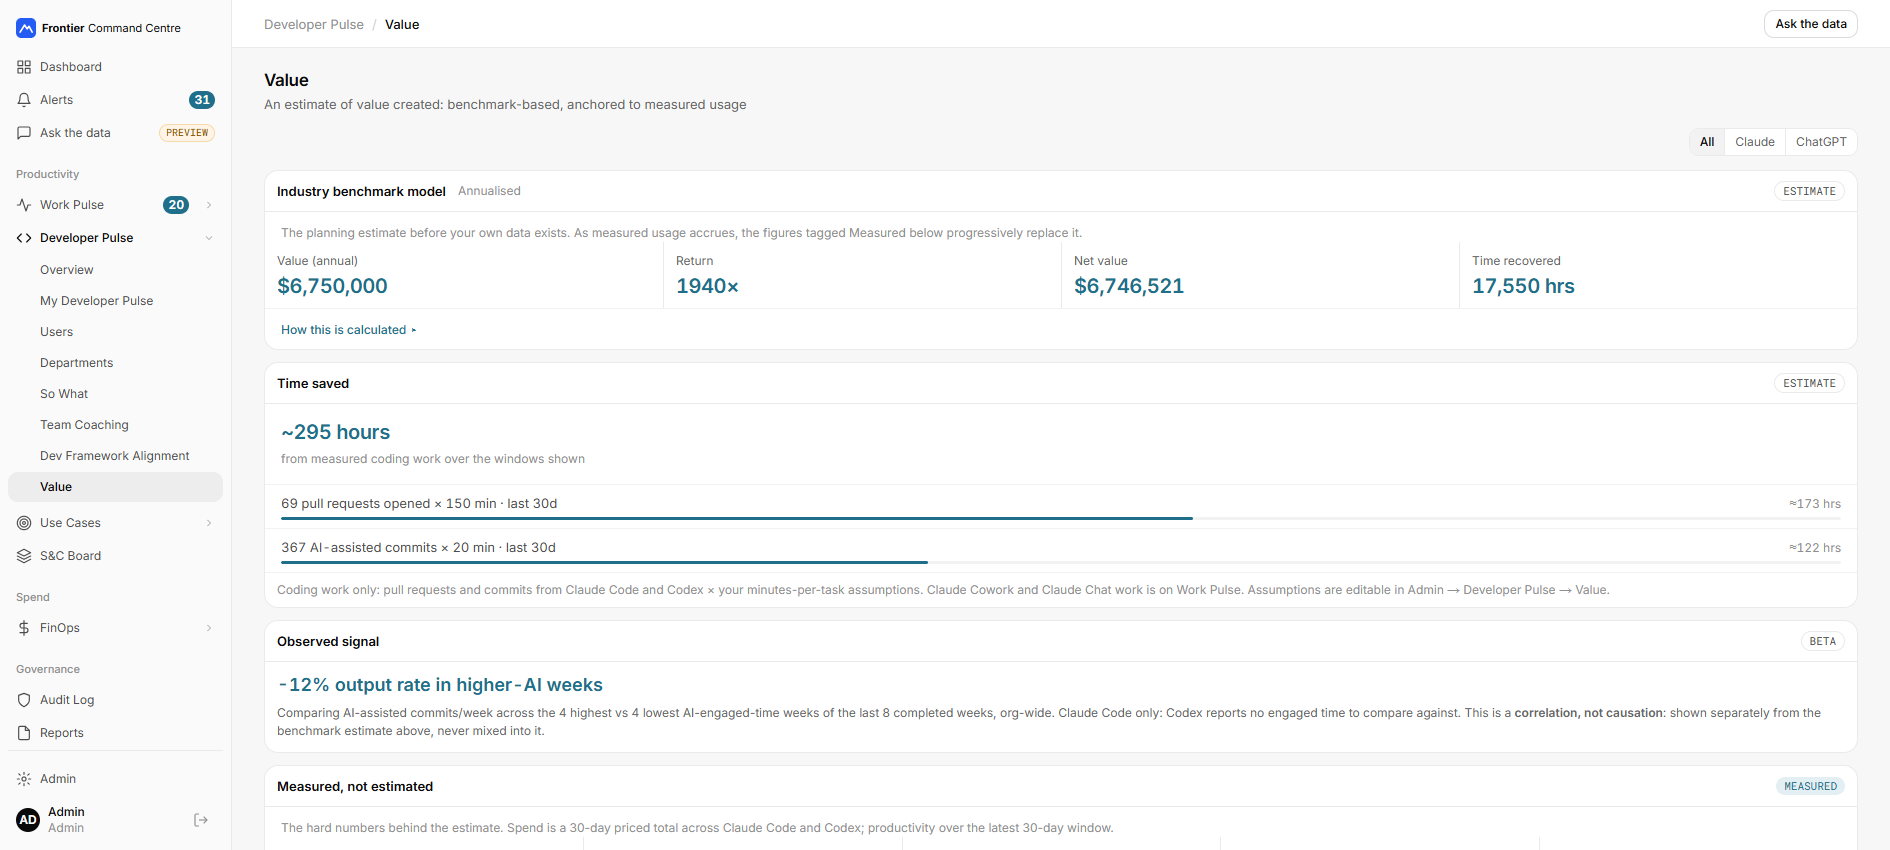 Frontier Command Centre
Dashboard
Alerts
31
Ask the data
PREVIEW
Productivity
Work Pulse
20
Developer Pulse
Overview
My Developer Pulse
Users
Departments
So What
Team Coaching
Dev Framework Alignment
Value
Use Cases
S&C Board
Spend
FinOps
Governance
Audit Log
Reports
Admin
AD
Admin
Admin
Developer Pulse / Value
Ask the data
Value
An estimate of value created: benchmark-based, anchored to measured usage
All
Claude
ChatGPT
Industry benchmark model Annualised
ESTIMATE
The planning estimate before your own data exists. As measured usage accrues, the figures tagged Measured below progressively replace it.
Value (annual)
$6,750,000
Return
1940×
Net value
$6,746,521
Time recovered
17,550 hrs
How this is calculated ▸
Time saved
ESTIMATE
~295 hours
from measured coding work over the windows shown
69 pull requests opened × 150 min · last 30d
≈173 hrs
367 AI-assisted commits × 20 min · last 30d
≈122 hrs
Coding work only: pull requests and commits from Claude Code and Codex × your minutes-per-task assumptions. Claude Cowork and Claude Chat work is on Work Pulse. Assumptions are editable in Admin → Developer Pulse → Value.
Observed signal
BETA
-12% output rate in higher-AI weeks
Comparing AI-assisted commits/week across the 4 highest vs 4 lowest AI-engaged-time weeks of the last 8 completed weeks, org-wide. Claude Code only: Codex reports no engaged time to compare against. This is a correlation, not causation: shown separately from the
benchmark estimate above, never mixed into it.
Measured, not estimated
MEASURED
The hard numbers behind the estimate. Spend is a 30-day priced total across Claude Code and Codex; productivity over the latest 30-day window.